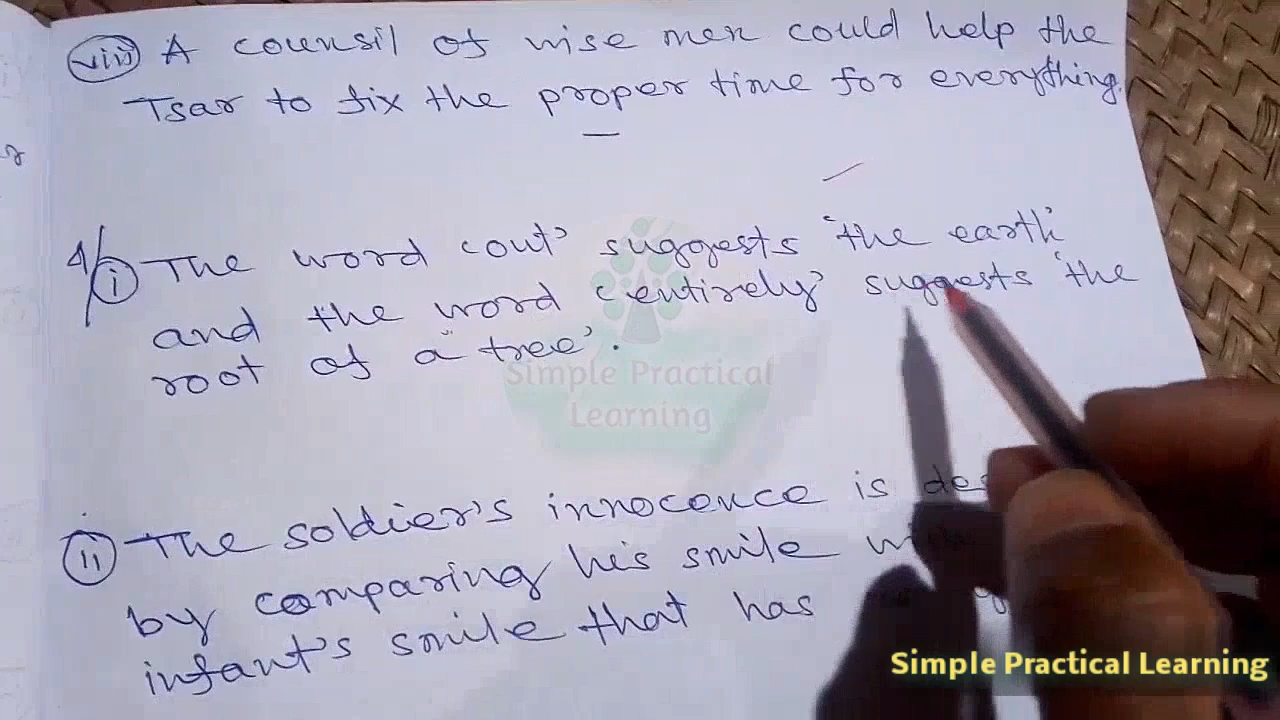 viii A counsil of wise men could help the
Tsar to fix the proper time for everything.
4/ i The word 'out' suggests 'the earth'
and the word 'entirely' suggests 'the
root of a tree'.
Simple Practical
Learning
ii The soldier's innocence is
by comparing his smile
infant's smile that has
Simple Practical Learning